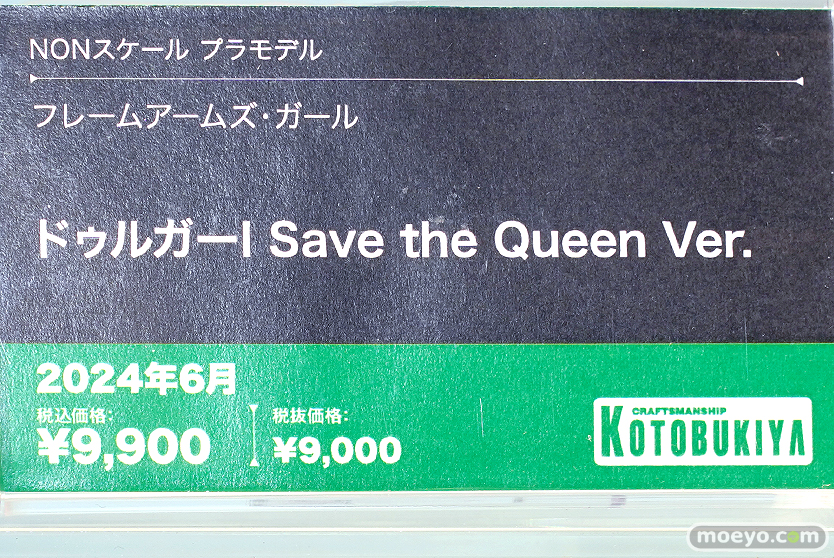 NONスケール プラモデル
フレームアームズ・ガール
ドゥルガーI Save the Queen Ver.
2024年6月
税込価格: 税抜価格:
¥9,900 ¥9,000
CRAFTSMANSHIP
KOTOBUKIYA
moeyo.com